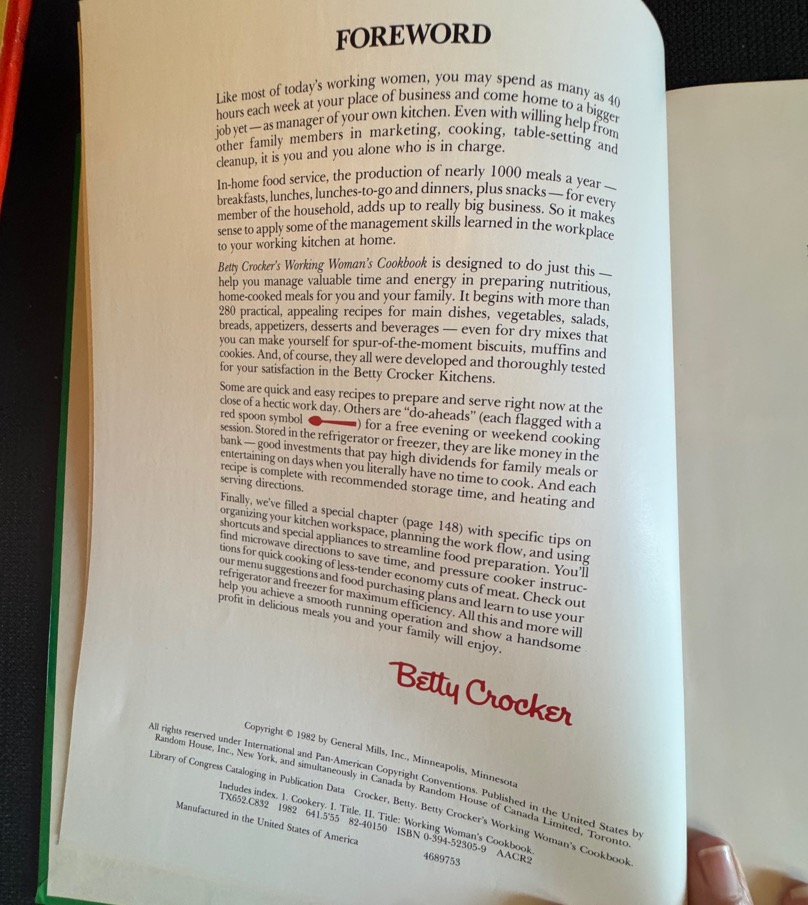 FOREWORD
Like most of today's working women, you may spend as many as 40
hours each week at your place of business and come home to a bigger
job yet — as manager of your own kitchen. Even with willing help from
other family members in marketing, cooking, table-setting and
cleanup, it is you and you alone who is in charge.
In-home food service, the production of nearly 1000 meals a year —
breakfasts, lunches, lunches-to-go and dinners, plus snacks — for every
member of the household, adds up to really big business. So it makes
sense to apply some of the management skills learned in the workplace
to your working kitchen at home.
Betty Crocker's Working Woman's Cookbook is designed to do just this —
help you manage valuable time and energy in preparing nutritious,
home-cooked meals for you and your family. It begins with more than
280 practical, appealing recipes for main dishes, vegetables, salads,
breads, appetizers, desserts and beverages — even for dry mixes that
you can make yourself for spur-of-the-moment biscuits, muffins and
cookies. And, of course, they all were developed and thoroughly tested
for your satisfaction in the Betty Crocker Kitchens.
Some are quick and easy recipes to prepare and serve right now at the
close of a hectic work day. Others are "do-aheads" (each flagged with a
red spoon symbol ) for a free evening or weekend cooking
session. Stored in the refrigerator or freezer, they are like money in the
bank — good investments that pay high dividends for family meals or
entertaining on days when you literally have no time to cook. And each
recipe is complete with recommended storage time, and heating and
serving directions.
Finally, we've filled a special chapter (page 148) with specific tips on
organizing your kitchen workspace, planning the work flow, and using
shortcuts and special appliances to streamline food preparation. You'll
find microwave directions to save time, and pressure cooker instruc-
tions for quick cooking of less-tender economy cuts of meat. Check out
our menu suggestions and food purchasing plans and learn to use your
refrigerator and freezer for maximum efficiency. All this and more will
help you achieve a smooth running operation and show a handsome
profit in delicious meals you and your family will enjoy.
Betty Crocker
Copyright © 1982 by General Mills, Inc., Minneapolis, Minnesota
All rights reserved under International and Pan-American Copyright Conventions. Published in the United States by
Random House, Inc., New York, and simultaneously in Canada by Random House of Canada Limited, Toronto.
Library of Congress Cataloging in Publication Data Crocker, Betty. Betty Crocker's Working Woman's Cookbook.
Includes index. 1. Cookery. I. Title. II. Title: Working Woman's Cookbook.
TX652.C832 1982 641.5'55 82-40150 ISBN 0-394-52305-9 AACR2
Manufactured in the United States of America
4689753